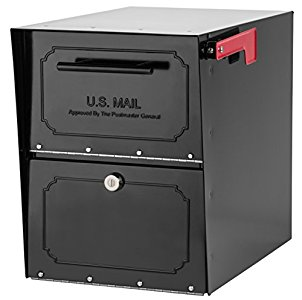 U.S. MAIL
Approved By The Postmaster General